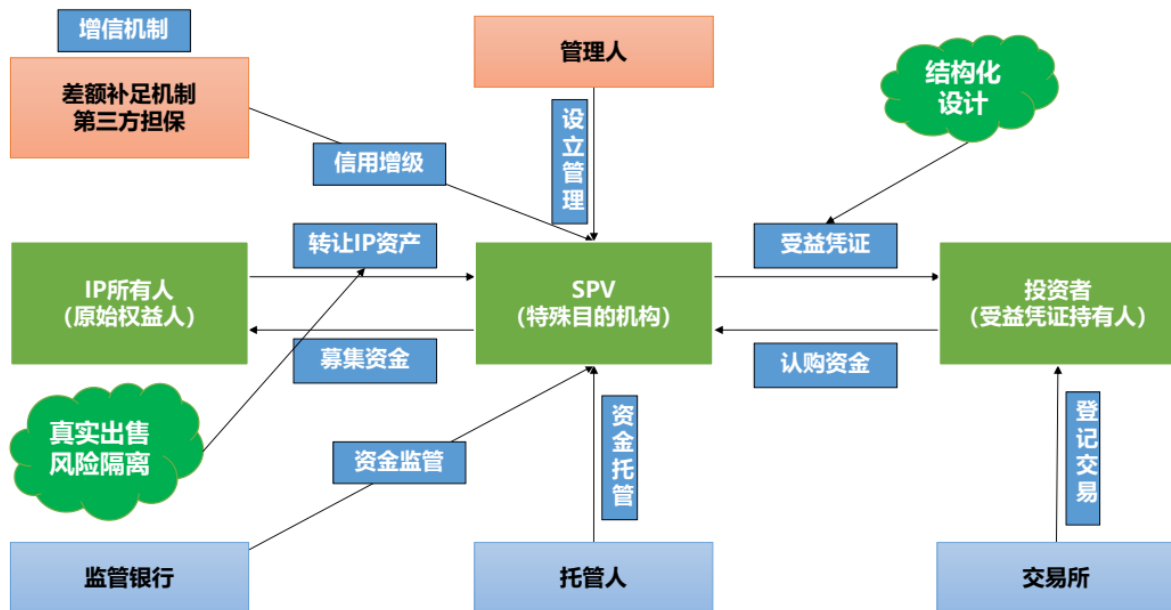 增信机制
差额补足机制
第三方担保
管理人
结构化
设计
信用增级
设立管理
转让IP资产
受益凭证
IP所有人
（原始权益人）
SPV
（特殊目的机构）
投资者
（受益凭证持有人）
募集资金
认购资金
真实出售
风险隔离
资金监管
资金托管
登记交易
监管银行
托管人
交易所